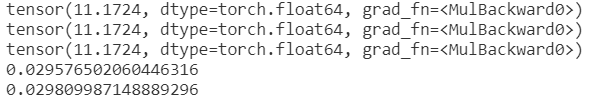 tensor(11.1724, dtype=torch.float64, grad_fn=<MulBackward0>)
tensor(11.1724, dtype=torch.float64, grad_fn=<MulBackward0>)
tensor(11.1724, dtype=torch.float64, grad_fn=<MulBackward0>)
0.029576502060446316
0.029809987148889296